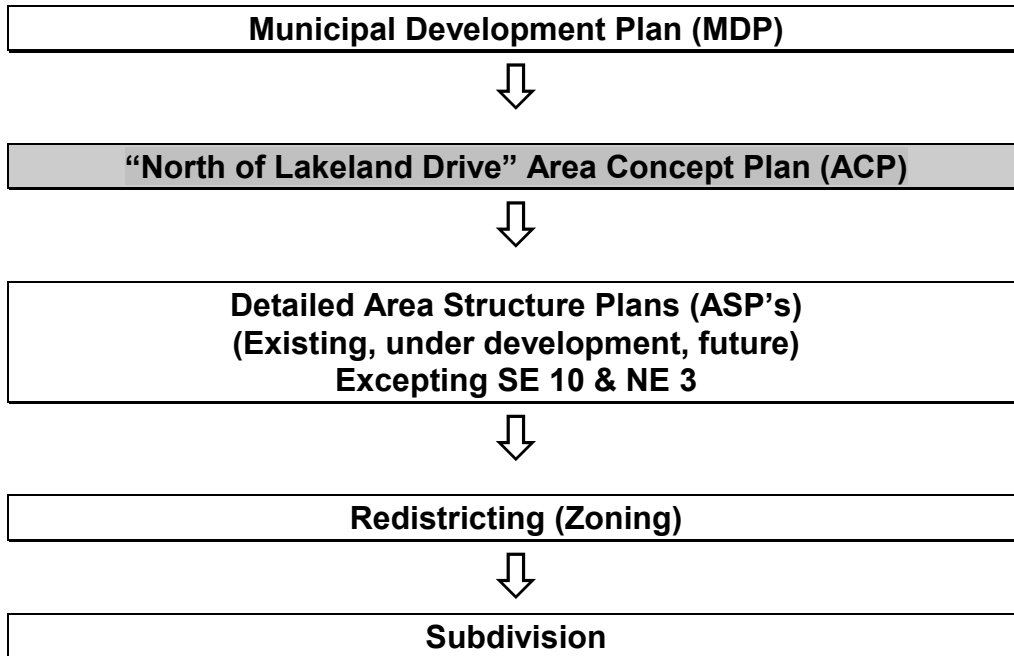 Municipal Development Plan (MDP)
“North of Lakeland Drive” Area Concept Plan (ACP)
Detailed Area Structure Plans (ASP’s)
(Existing, under development, future)
Excepting SE 10 & NE 3
Redistricting (Zoning)
Subdivision